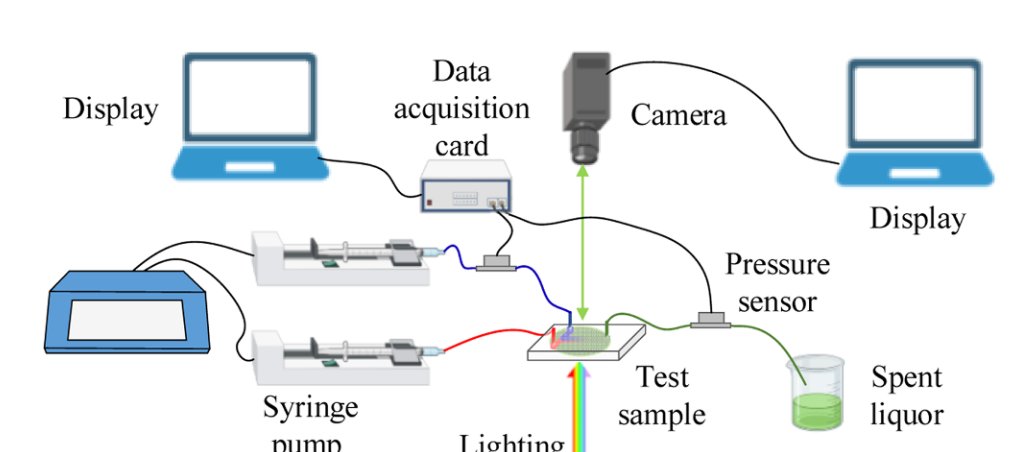 Display
Data
acquisition
card
Camera
Display
Pressure
sensor
Test
sample
Spent
liquor
Syringe
pump
Lighting